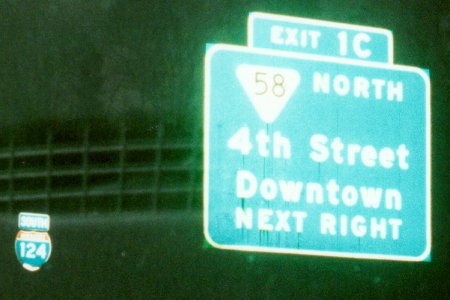 EXIT 1C
58 NORTH
4th Street
Downtown
NEXT RIGHT
SOUTH
124